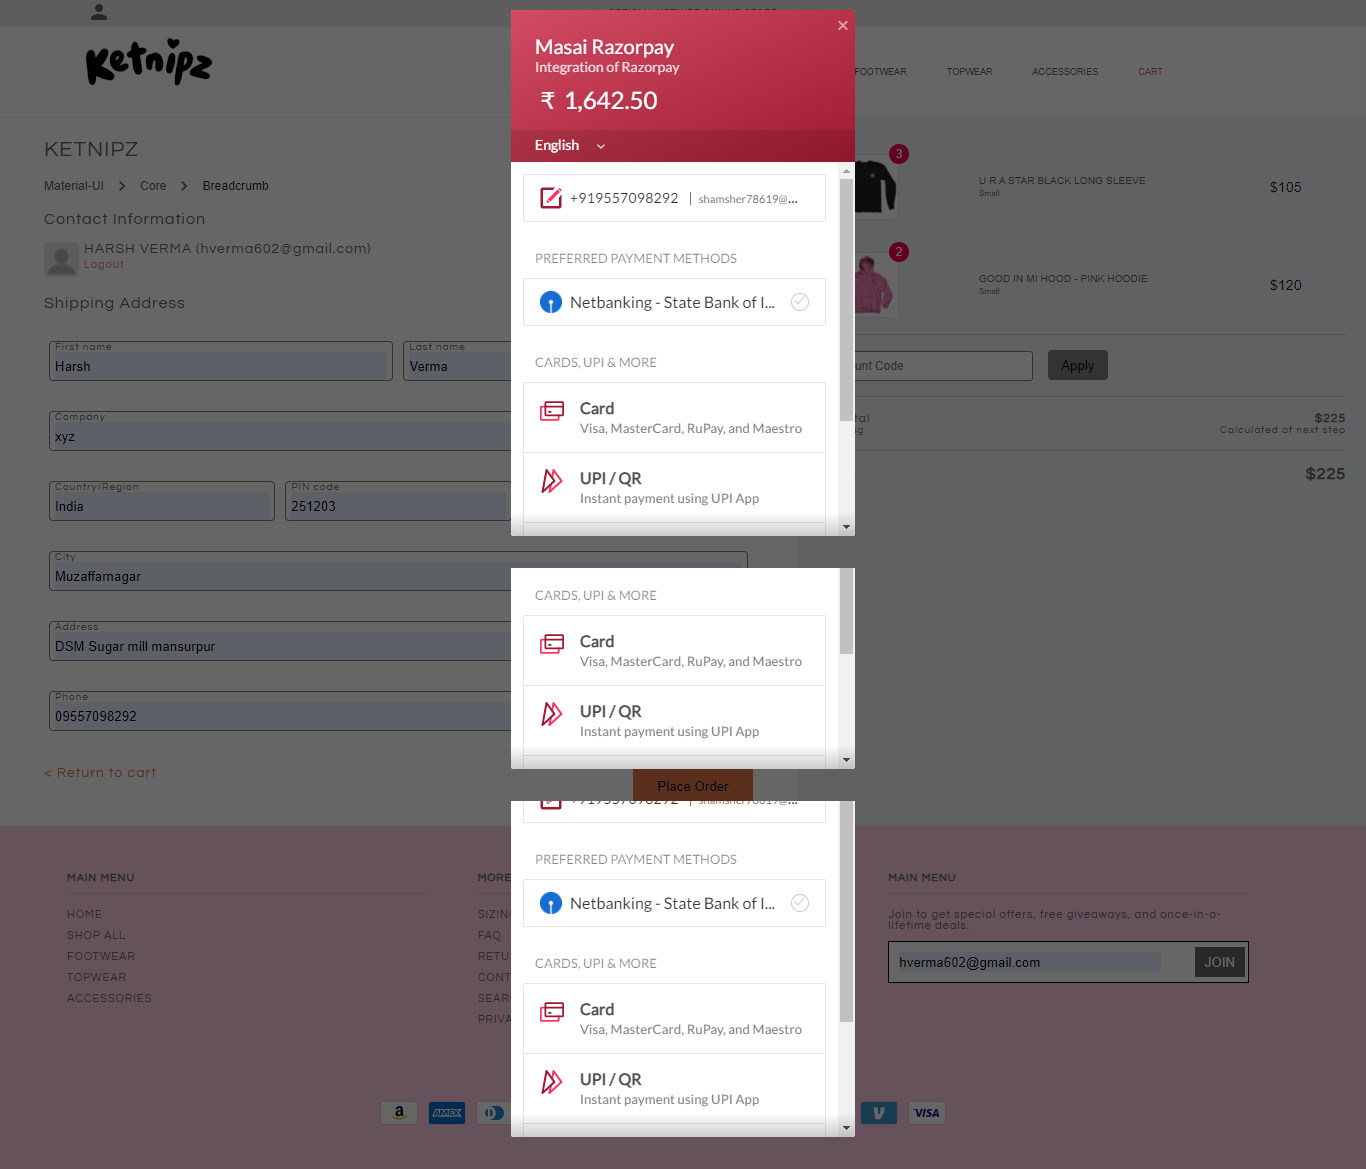 Ketnipz
FOOTWEAR
TOPWEAR
ACCESSORIES
CART
Masai Razorpay
Integration of Razorpay
₹ 1,642.50
English
+919557098292 | shamsher78619@...
PREFERRED PAYMENT METHODS
Netbanking - State Bank of I...
CARDS, UPI & MORE
Card
Visa, MasterCard, RuPay, and Maestro
UPI / QR
Instant payment using UPI App
KETNIPZ
Material-UI > Core > Breadcrumb
Contact Information
HARSH VERMA (hverma602@gmail.com)
Logout
Shipping Address
First name
Harsh
Last name
Verma
Company
xyz
Country/Region
India
PIN code
251203
City
Muzaffarnagar
Address
DSM Sugar mill mansurpur
Phone
09557098292
< Return to cart
3
U R A STAR BLACK LONG SLEEVE
Small
$105
2
GOOD IN MI HOOD - PINK HOODIE
Small
$120
unt Code
Apply
tal
$225
ng
Calculated at next step
$225
CARDS, UPI & MORE
Card
Visa, MasterCard, RuPay, and Maestro
UPI / QR
Instant payment using UPI App
Place Order
+919557098292 | shamsher78619@...
PREFERRED PAYMENT METHODS
Netbanking - State Bank of I...
CARDS, UPI & MORE
Card
Visa, MasterCard, RuPay, and Maestro
UPI / QR
Instant payment using UPI App
MAIN MENU
HOME
SHOP ALL
FOOTWEAR
TOPWEAR
ACCESSORIES
MORE
SIZIN
FAQ
RETU
CONT
SEAR
PRIVA
MAIN MENU
Join to get special offers, free giveaways, and once-in-a-
lifetime deals.
hverma602@gmail.com
JOIN
a
AMEX
V
VISA